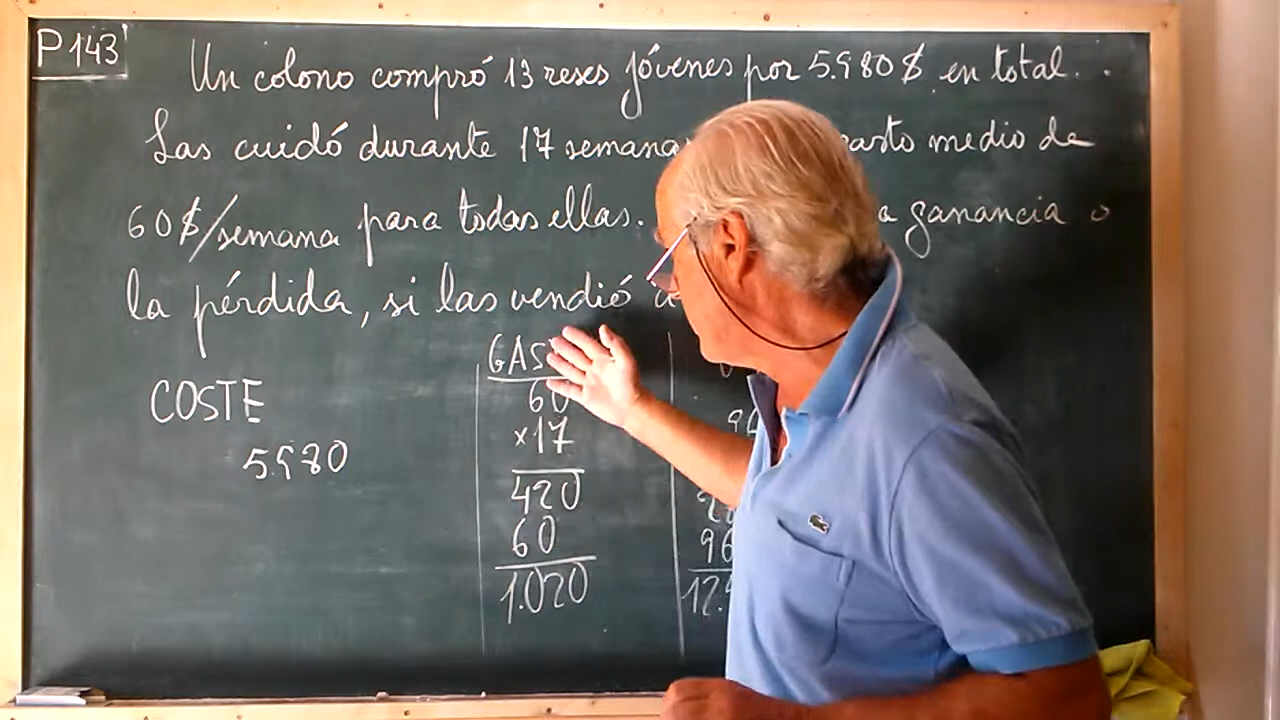 P 143
Un colono compró 13 reses jóvenes por 5.980 $ en total.
Las cuidó durante 17 semanas medio de
60 $/semana para todas ellas. ganancia o
la pérdida, si las vendió
COSTE
5.980
60
×17
420
60
1.020